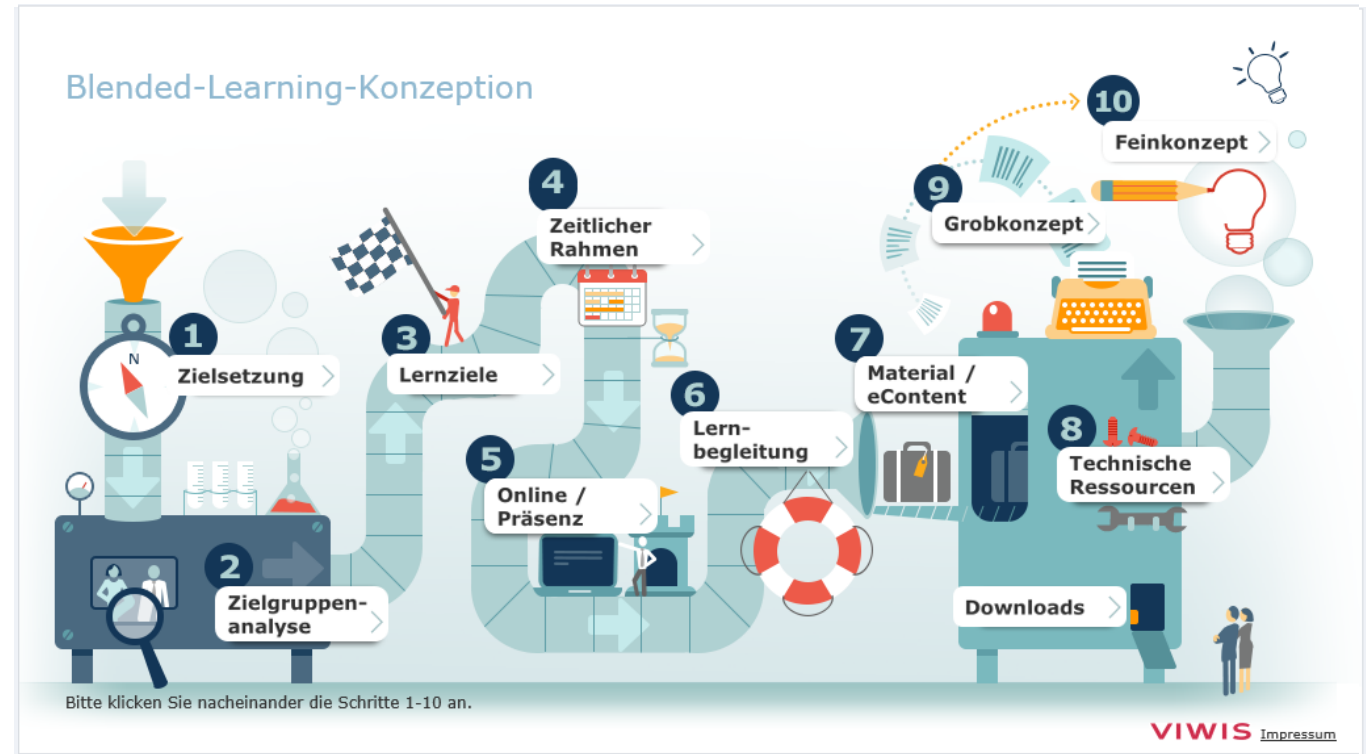 Blended-Learning-Konzeption
1
Zielsetzung
N
2
Zielgruppen-
analyse
3
Lernziele
4
Zeitlicher
Rahmen
5
Online /
Präsenz
6
Lern-
begleitung
7
Material /
eContent
8
Technische
Ressourcen
9
Grobkonzept
10
Feinkonzept
Downloads
Bitte klicken Sie nacheinander die Schritte 1-10 an.
VIWIS Impressum